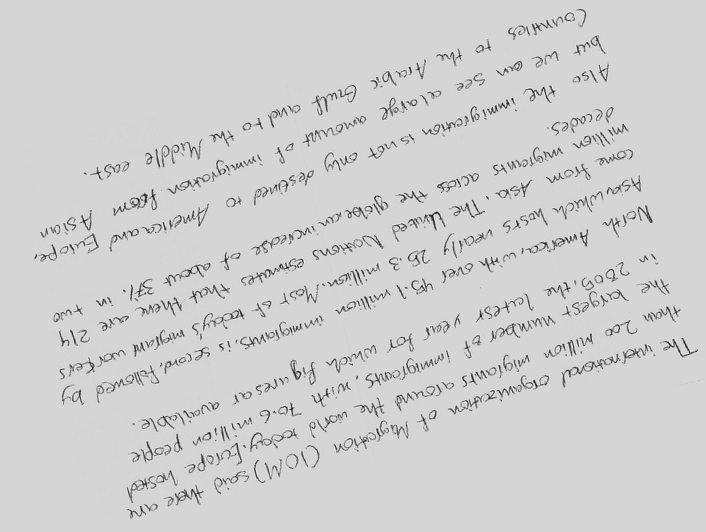 The international organization of Migration (IOM) said there are
than 200 million migrants around the world today. Europe hosted
the largest number of immigrants, with 70.6 million people
in 2005, the latest year for which figures ar available.
North America, with over 45.1 million immigrants, is second, followed by
Asia which hosts nearly 25.3 million. Most of today's migrant workers
come from Asia. The United Nations estimates that there are 214
million migrants across the globe an increase of about 37% in two
decades.
Also the immigration is not only destined to America and Europe,
but we can see alarge amount of immigration from Asian
Countries to the Arabic Gulf and to the Middle east.